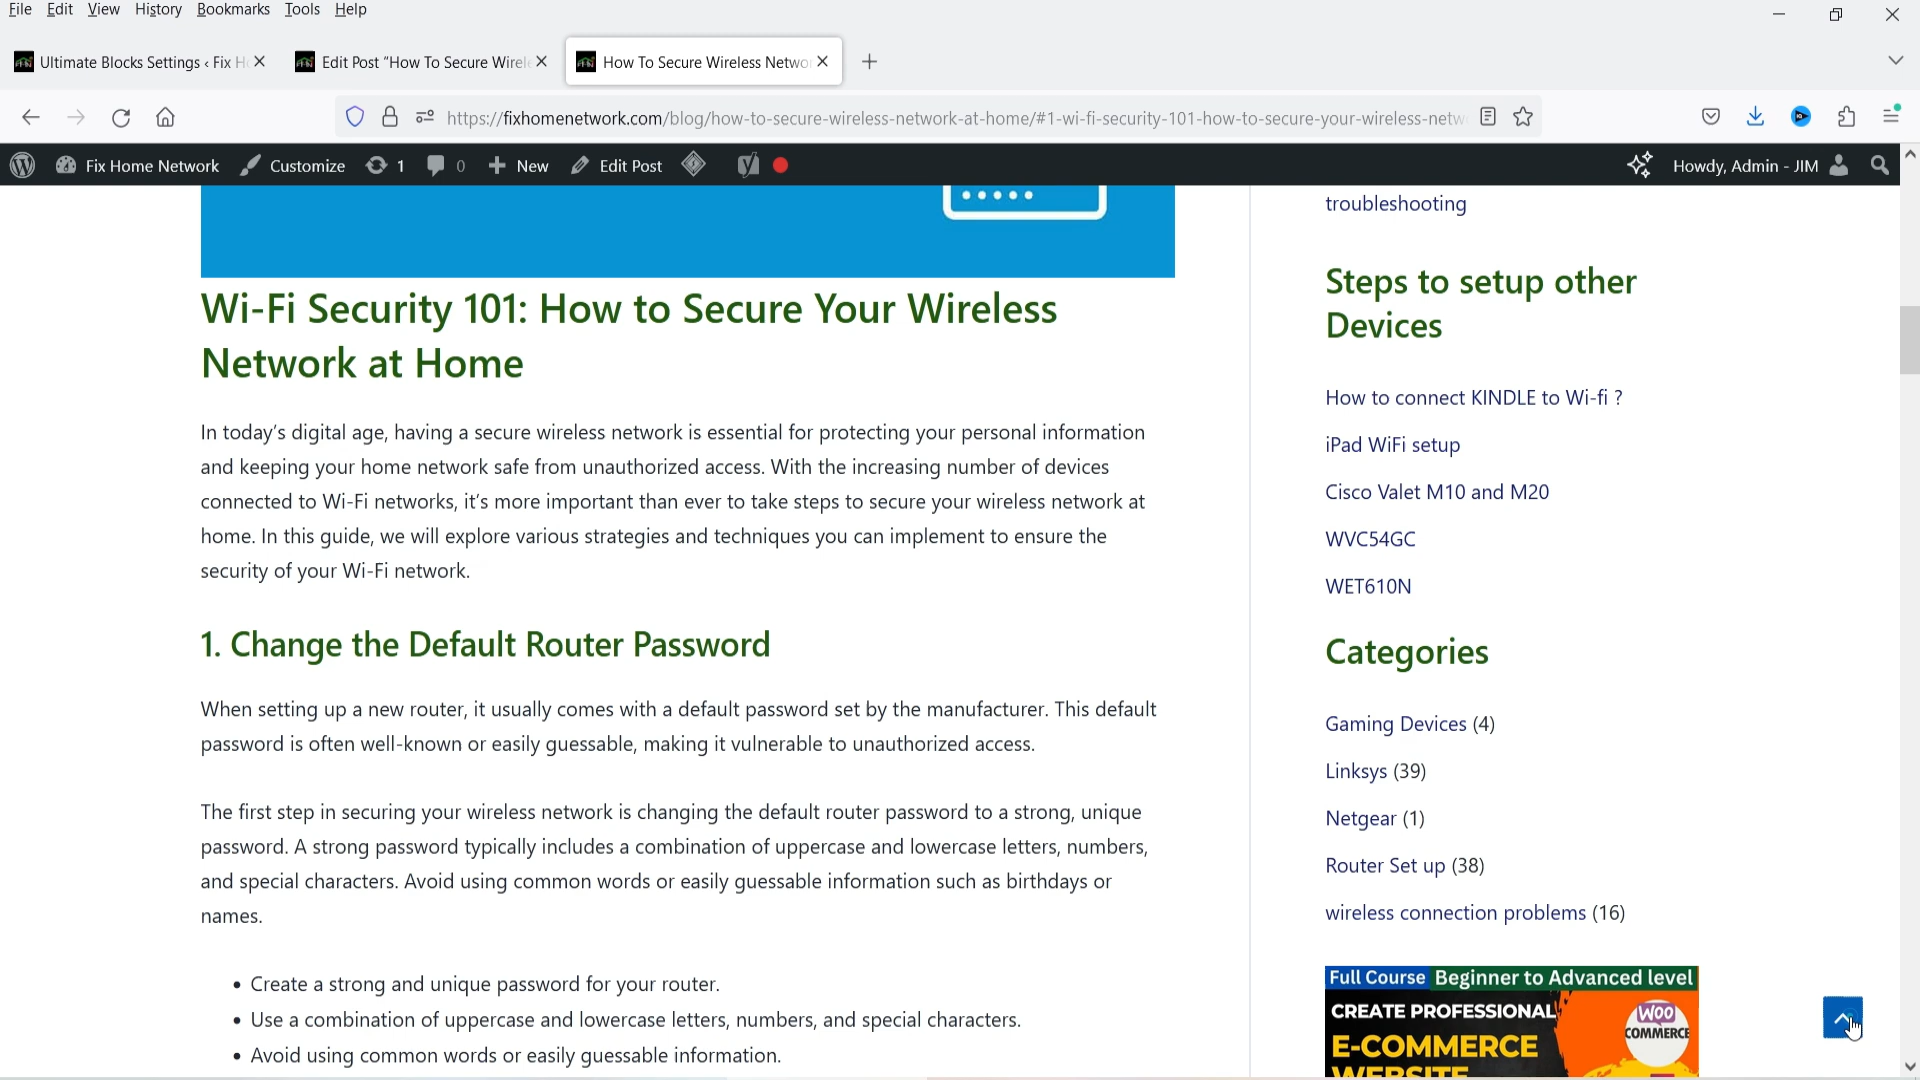 File Edit View History Bookmarks Tools Help
Ultimate Blocks Settings ‹ Fix H
Edit Post “How To Secure Wirel
How To Secure Wireless Netwo
https://fixhomenetwork.com/blog/how-to-secure-wireless-network-at-home/#1-wi-fi-security-101-how-to-secure-your-wireless-netw
Fix Home Network Customize 1 0 New Edit Post Howdy, Admin - JIM
Wi-Fi Security 101: How to Secure Your Wireless
Network at Home
In today’s digital age, having a secure wireless network is essential for protecting your personal information
and keeping your home network safe from unauthorized access. With the increasing number of devices
connected to Wi-Fi networks, it’s more important than ever to take steps to secure your wireless network at
home. In this guide, we will explore various strategies and techniques you can implement to ensure the
security of your Wi-Fi network.
1. Change the Default Router Password
When setting up a new router, it usually comes with a default password set by the manufacturer. This default
password is often well-known or easily guessable, making it vulnerable to unauthorized access.
The first step in securing your wireless network is changing the default router password to a strong, unique
password. A strong password typically includes a combination of uppercase and lowercase letters, numbers,
and special characters. Avoid using common words or easily guessable information such as birthdays or
names.
• Create a strong and unique password for your router.
• Use a combination of uppercase and lowercase letters, numbers, and special characters.
• Avoid using common words or easily guessable information.
troubleshooting
Steps to setup other
Devices
How to connect KINDLE to Wi-fi ?
iPad WiFi setup
Cisco Valet M10 and M20
WVC54GC
WET610N
Categories
Gaming Devices (4)
Linksys (39)
Netgear (1)
Router Set up (38)
wireless connection problems (16)
Full Course Beginner to Advanced level
CREATE PROFESSIONAL
E-COMMERCE
WEBSITE
WOO
COMMERCE